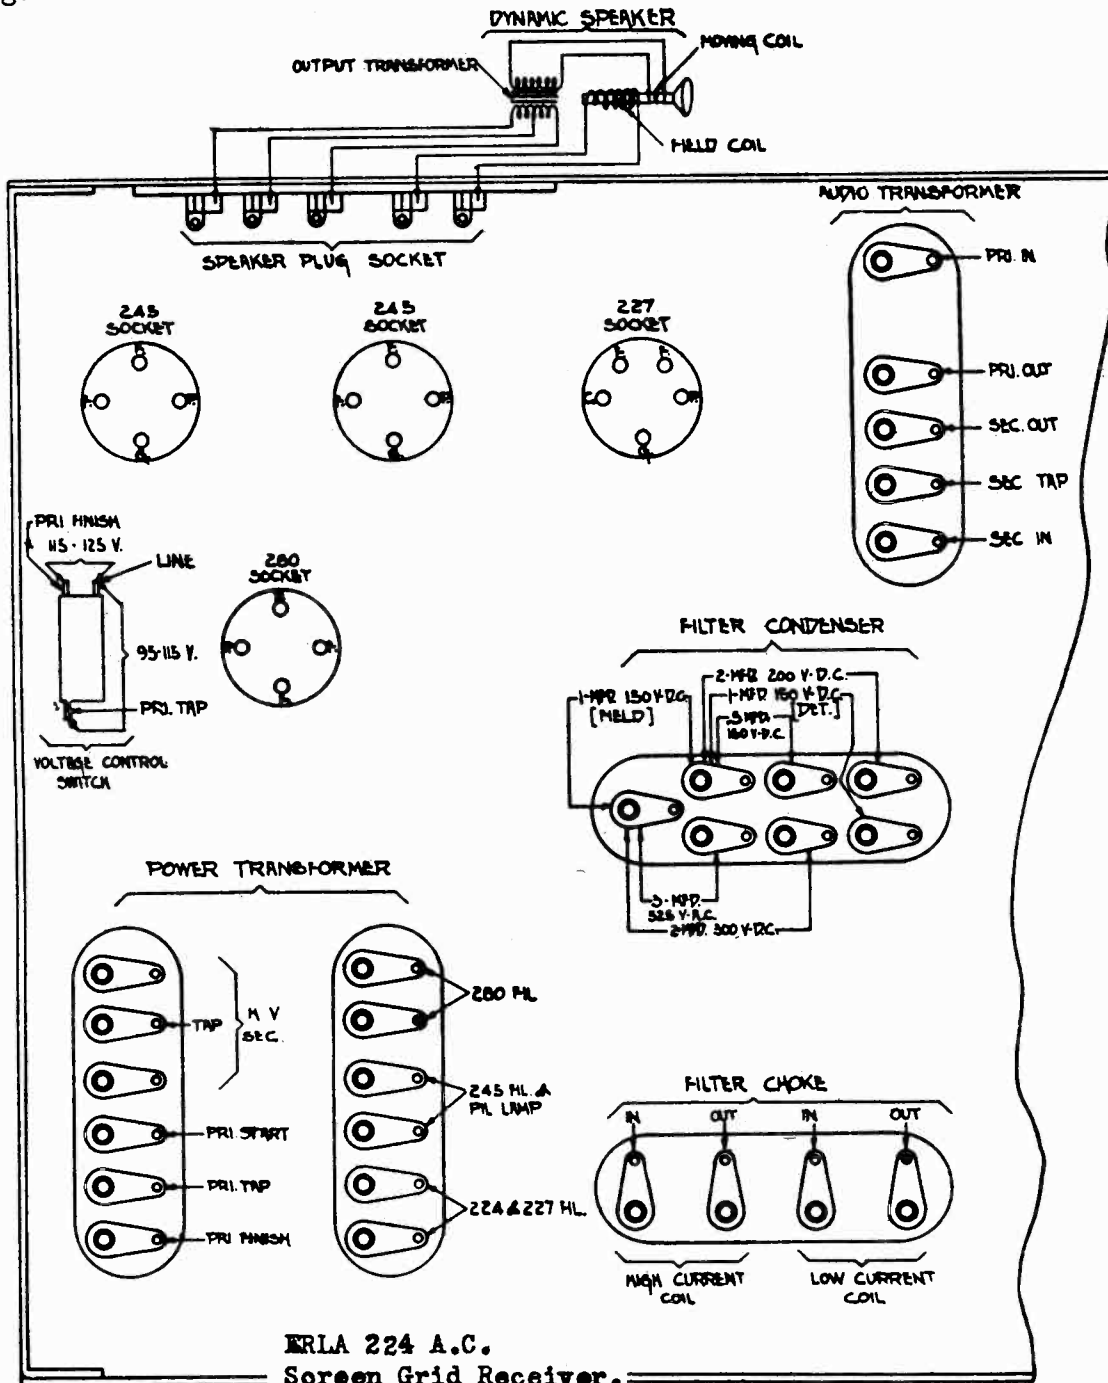 DYNAMIC SPEAKER
MOVING COIL
OUTPUT TRANSFORMER
FIELD COIL
AUDIO TRANSFORMER
SPEAKER PLUG SOCKET
PRI. IN
245
SOCKET
245
SOCKET
227
SOCKET
PRI. OUT
SEC. OUT
SEC TAP
SEC IN
PRI FINISH
115-125 V.
LINE
280
SOCKET
95-115 V.
PRI. TAP
VOLTAGE CONTROL
SWITCH
FILTER CONDENSER
2-MFD 200 V-D.C.
1-MFD 150 V-D.C.
[FIELD]
1-MFD 160 V-D.C.
[DET.]
.5 MFD.
160 V-D.C.
3-MFD.
325 V-A.C.
2-MFD. 300 V-D.C.
POWER TRANSFORMER
280 FIL
TAP
H V
SEC.
245 FIL. &
PIL LAMP
PRI. START
PRI. TAP
224 & 227 FIL.
PRI FINISH
FILTER CHOKE
IN
OUT
IN
OUT
HIGH CURRENT
COIL
LOW CURRENT
COIL
ERLA 224 A.C.
Screen Grid Receiver.